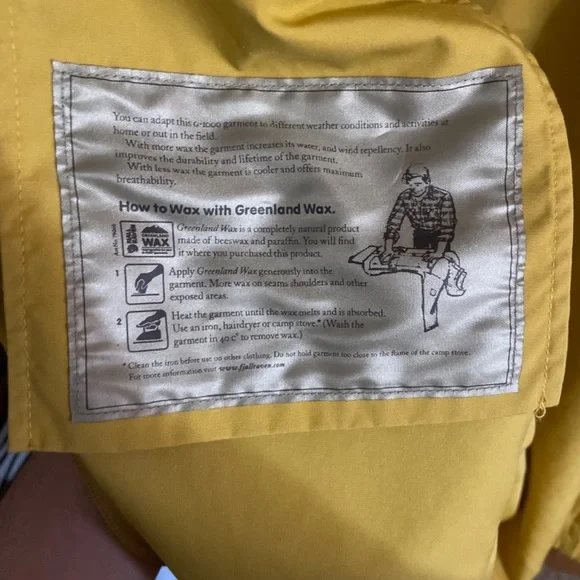 You can adapt this G-1000 garment to different weather conditions and activities at
home or out in the field.
With more wax the garment increases its water, and wind repellency. It also
improves the durability and lifetime of the garment.
With less wax the garment is cooler and offers maximum
breathability.
How to Wax with Greenland Wax.
FJÄLL RÄVEN
GREENLAND WAX
Greenland Wax is a completely natural product
made of beeswax and paraffin. You will find
it where you purchased this product.
1
Apply Greenland Wax generously into the
garment. More wax on seams shoulders and other
exposed areas.
2
Heat the garment until the wax melts and is absorbed.
Use an iron, hairdryer or camp stove.* (Wash the
garment in 40 c° to remove wax.)
* Clean the iron before use on other clothing. Do not hold garment too close to the flame of the camp stove.
For more information visit www.fjallraven.com